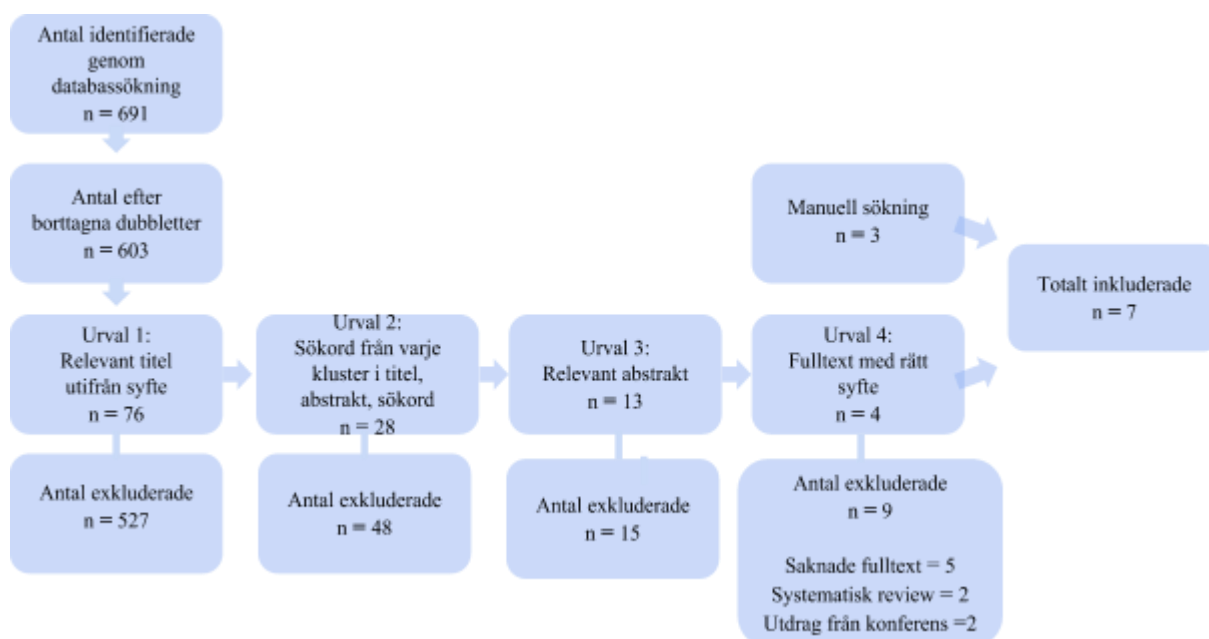 Antal identifierade
genom
databassökning
n = 691
Antal efter
borttagna dubbletter
n = 603
Urval 1:
Relevant titel
utifrån syfte
n = 76
Antal exkluderade
n = 527
Urval 2:
Sökord från varje
kluster i titel,
abstrakt, sökord
n = 28
Antal exkluderade
n = 48
Urval 3:
Relevant abstrakt
n = 13
Antal exkluderade
n = 15
Urval 4:
Fulltext med rätt
syfte
n = 4
Antal exkluderade
n = 9
Saknade fulltext = 5
Systematisk review = 2
Utdrag från konferens =2
Manuell sökning
n = 3
Totalt inkluderade
n = 7